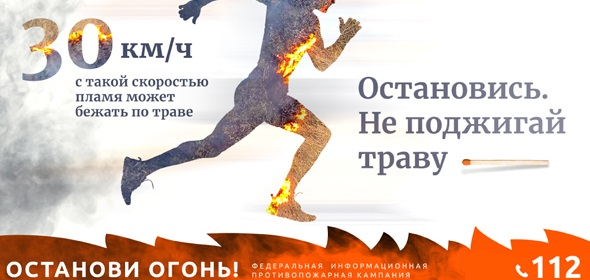 30 км/ч
с такой скоростью
пламя может
бежать по траве
Остановись.
Не поджигай
траву
ОСТАНОВИ ОГОНЬ!
ФЕДЕРАЛЬНАЯ ИНФОРМАЦИОННАЯ
ПРОТИВОПОЖАРНАЯ КАМПАНИЯ
112